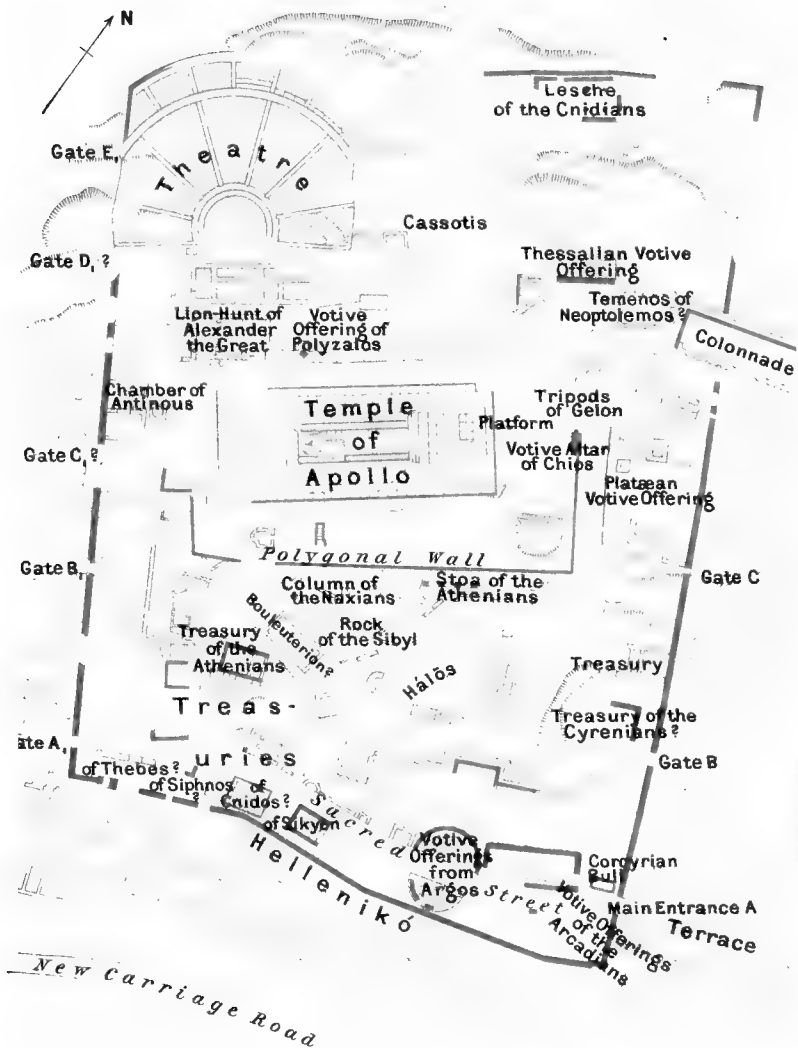 N
Lesche
of the Cnidians
Gate E,
Theatre
Cassotis
Gate D, ?
Thessalian Votive
Offering
Temenos of
Neoptolemos?
Colonnade
Lion-Hunt of
Alexander
the Great
Votive
Offering of
Polyzalos
Chamber of
Antinous
Temple
of
Apollo
Platform
Tripods
of Gelon
Votive Altar
of Chios
Gate C, ?
Platæan
Votive Offering
Polygonal Wall
Gate B,
Column of
the Naxians
Stoa of the
Athenians
Gate C
Bouleuterion?
Rock
of the Sibyl
Treasury
of the
Athenians
Hálōs
Treasury
Treas-
uries
Treasury of the
Cyrenians?
ate A,
Gate B
of Thebes?
of Siphnos
?
of
Cnidos?
of Sikyon
Sacred
Street
Votive
Offerings
from
Argos
Corcyrian
Bull
Hellenikó
Main Entrance A
Votive Offerings
of the
Arcadians
Terrace
New Carriage Road